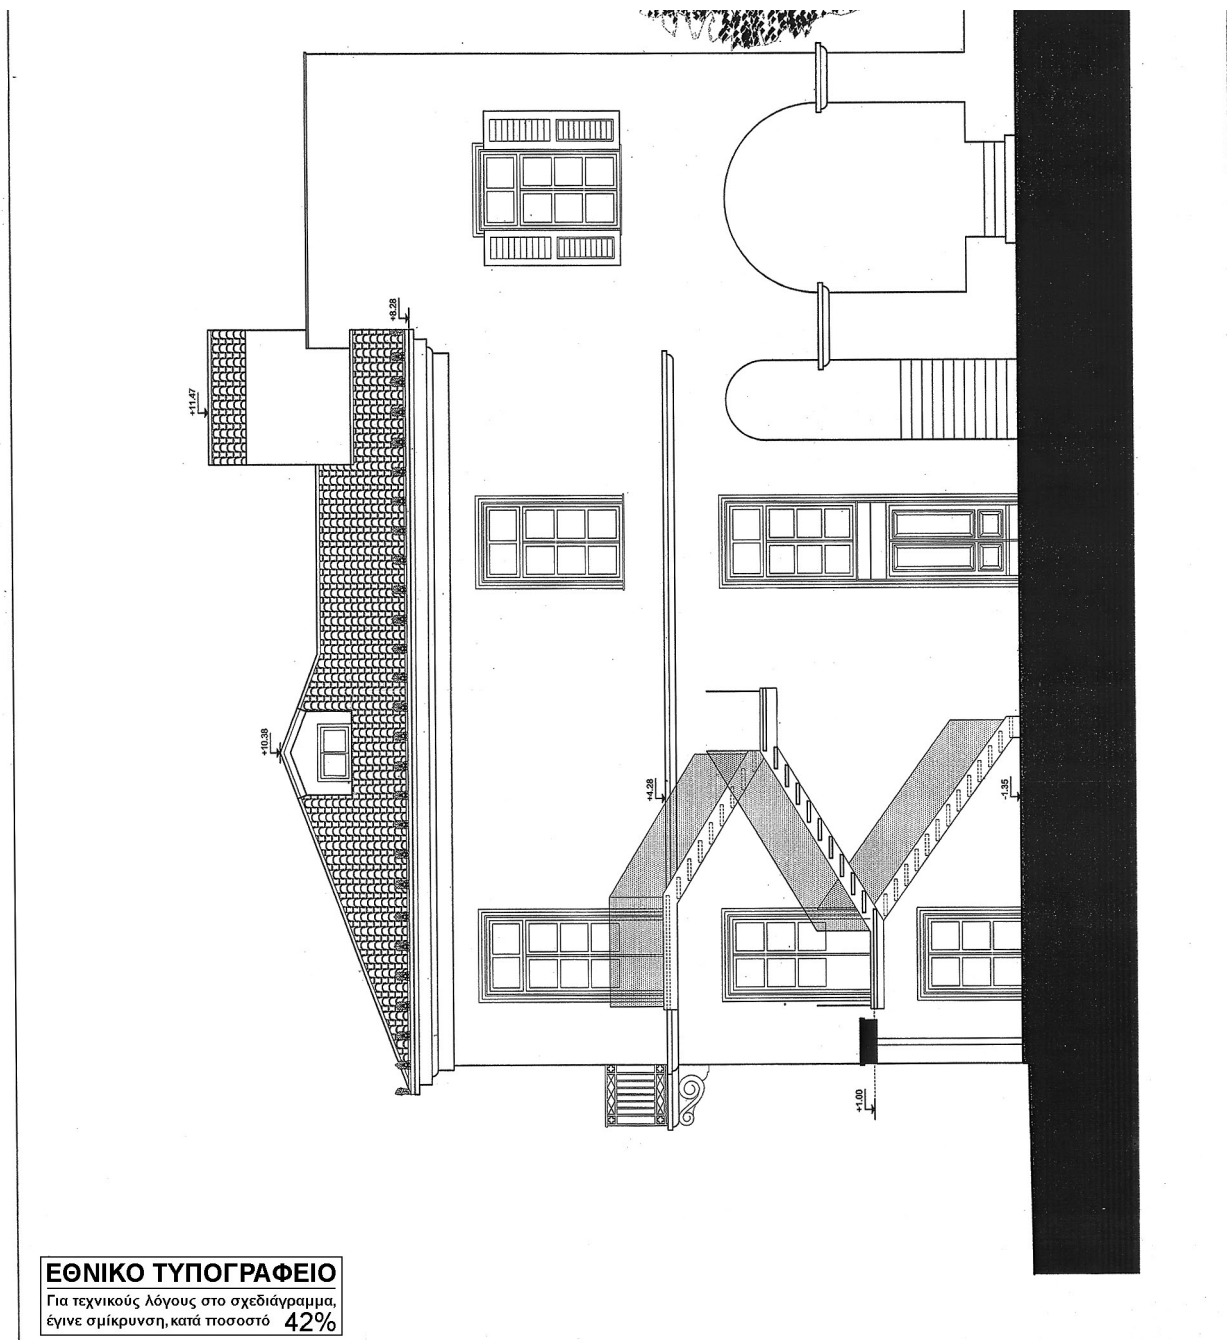 +8.28
+11.47
+10.38
+4.28
-1.35
+1.00
ΕΘΝΙΚΟ ΤΥΠΟΓΡΑΦΕΙΟ
Για τεχνικούς λόγους στο σχεδιάγραμμα,
έγινε σμίκρυνση, κατά ποσοστό 42%